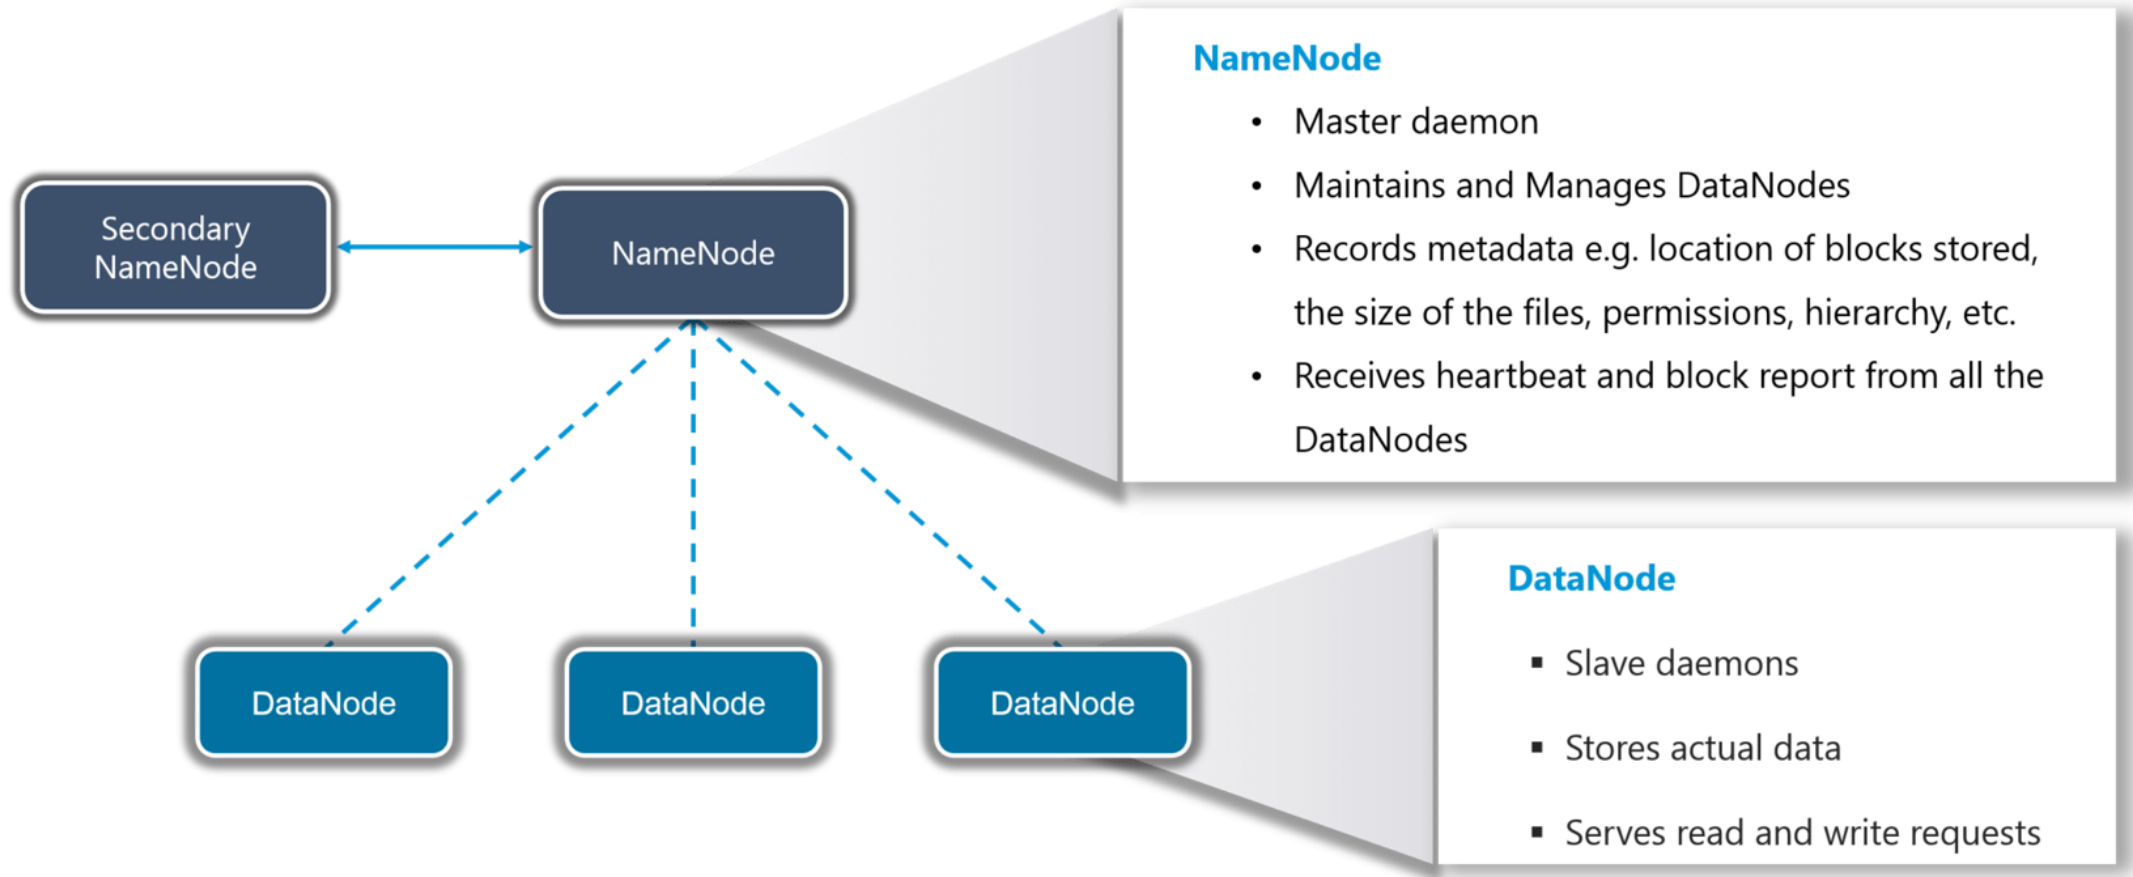 NameNode
• Master daemon
• Maintains and Manages DataNodes
• Records metadata e.g. location of blocks stored,
the size of the files, permissions, hierarchy, etc.
• Receives heartbeat and block report from all the
DataNodes
Secondary
NameNode
NameNode
DataNode
DataNode
DataNode
DataNode
▪ Slave daemons
▪ Stores actual data
▪ Serves read and write requests